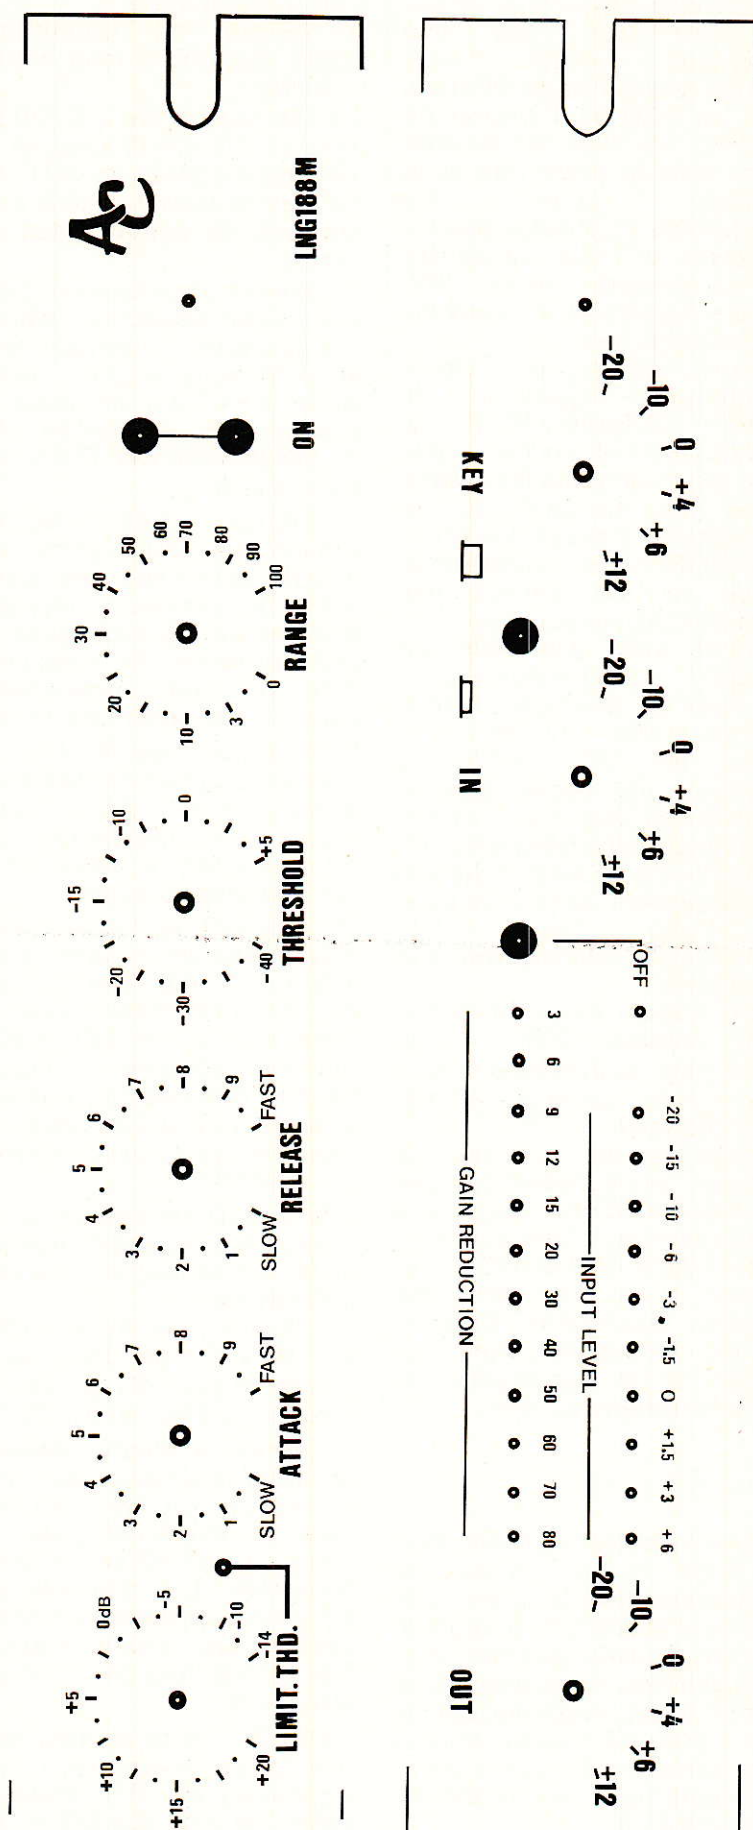 AC
LNG188M
ON
0 3 10 20 30 40 50 60 -70 80 90 100
RANGE
-40 -30 -20 -15 -10 0 +5
THRESHOLD
SLOW 1 2 3 4 5 6 7 8 9 FAST
RELEASE
SLOW 1 2 3 4 5 6 7 8 9 FAST
ATTACK
+20 +15 +10 +5 0dB -5 -10 -14
LIMIT.THD.
-20 -10 0 +4 +6 ±12
KEY
-20 -10 0 +4 +6 ±12
IN
OFF
-20 -15 -10 -6 -3 -1.5 0 +1.5 +3 +6
INPUT LEVEL
3 6 9 12 15 20 30 40 50 60 70 80
GAIN REDUCTION
-20 -10 0 +4 +6 ±12
OUT